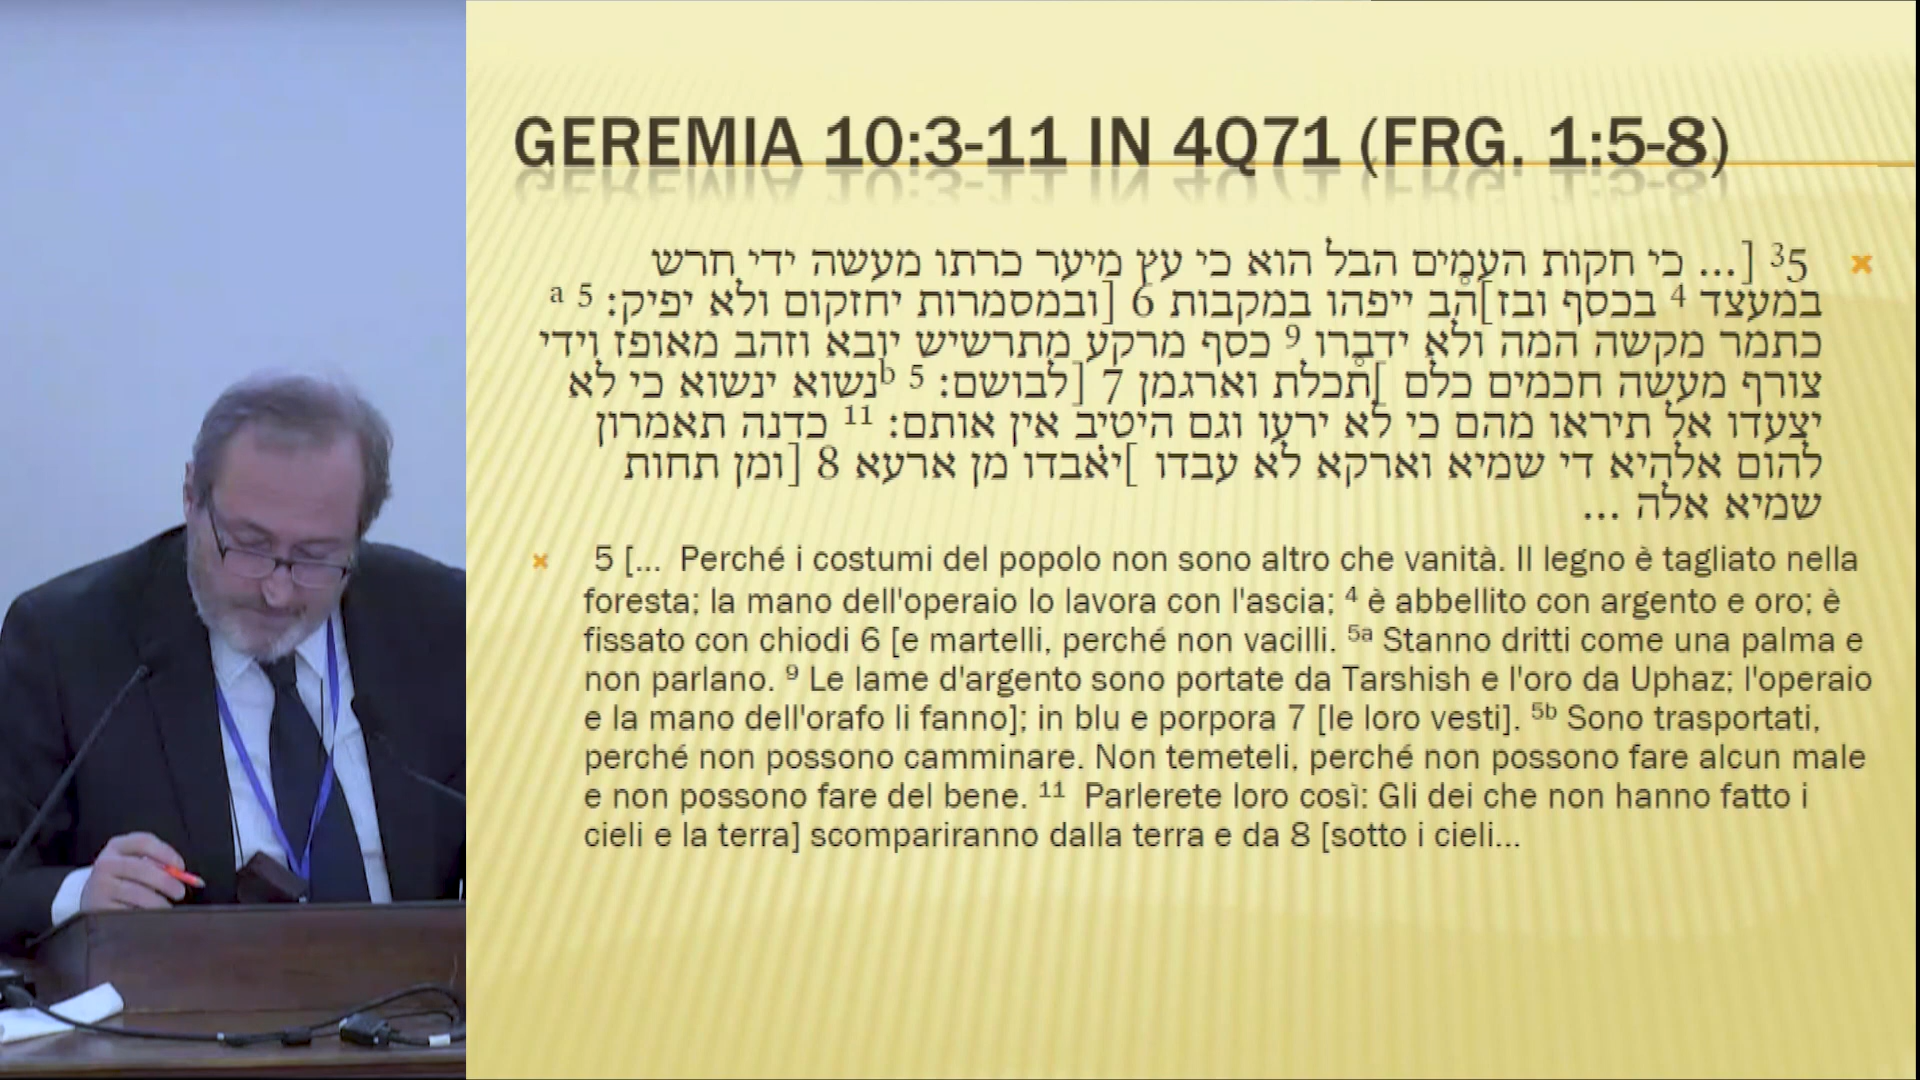 GEREMIA 10:3-11 IN 4Q71 (FRG. 1:5-8)
³5 [... כי חקות העמים הבל הוא כי עץ מיער כרתו מעשה ידי חרש
במעצד ⁴ בכסף ובז]ה֯ב ייפהו במקבות 6 [ובמסמרות יחזקום ולא יפיק: 5 a
כתמר מקשה המה ולא ידברו ⁹ כסף מרקע מתרשיש יובא וזהב מאופז וידי
צורף מעשה חכמים כלם ]ת֯כלת וארגמן 7 [לבושם: 5 bנשוא ינשוא כי לא
יצעדו אל תיראו מהם כי לא ירעו וגם היטיב אין אותם: ¹¹ כדנה תאמרון
להום אלהיא די שמיא וארקא לא עבדו ]יאׄבדו מן ארעא 8 [ומן תחות
שמיא אלה ...
5 [... Perché i costumi del popolo non sono altro che vanità. Il legno è tagliato nella
foresta; la mano dell'operaio lo lavora con l'ascia; ⁴ è abbellito con argento e oro; è
fissato con chiodi 6 [e martelli, perché non vacilli. ⁵ᵃ Stanno dritti come una palma e
non parlano. ⁹ Le lame d'argento sono portate da Tarshish e l'oro da Uphaz; l'operaio
e la mano dell'orafo li fanno]; in blu e porpora 7 [le loro vesti]. ⁵ᵇ Sono trasportati,
perché non possono camminare. Non temeteli, perché non possono fare alcun male
e non possono fare del bene. ¹¹ Parlerete loro così: Gli dei che non hanno fatto i
cieli e la terra] scompariranno dalla terra e da 8 [sotto i cieli...